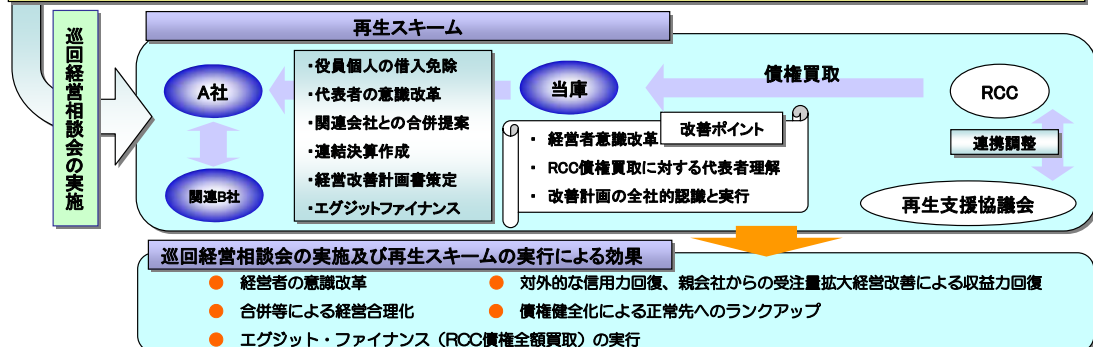 巡回経営相談会の実施
再生スキーム
A社
関連B社
・役員個人の借入免除
・代表者の意識改革
・関連会社との合併提案
・連結決算作成
・経営改善計画書策定
・エグジットファイナンス
当庫
債権買取
RCC
連携調整
再生支援協議会
改善ポイント
・ 経営者意識改革
・ RCC債権買取に対する代表者理解
・ 改善計画の全社的認識と実行
巡回経営相談会の実施及び再生スキームの実行による効果
● 経営者の意識改革
● 対外的な信用力回復、親会社からの受注量拡大経営改善による収益力回復
● 合併等による経営合理化
● 債権健全化による正常先へのランクアップ
● エグジット・ファイナンス（RCC債権全額買取）の実行